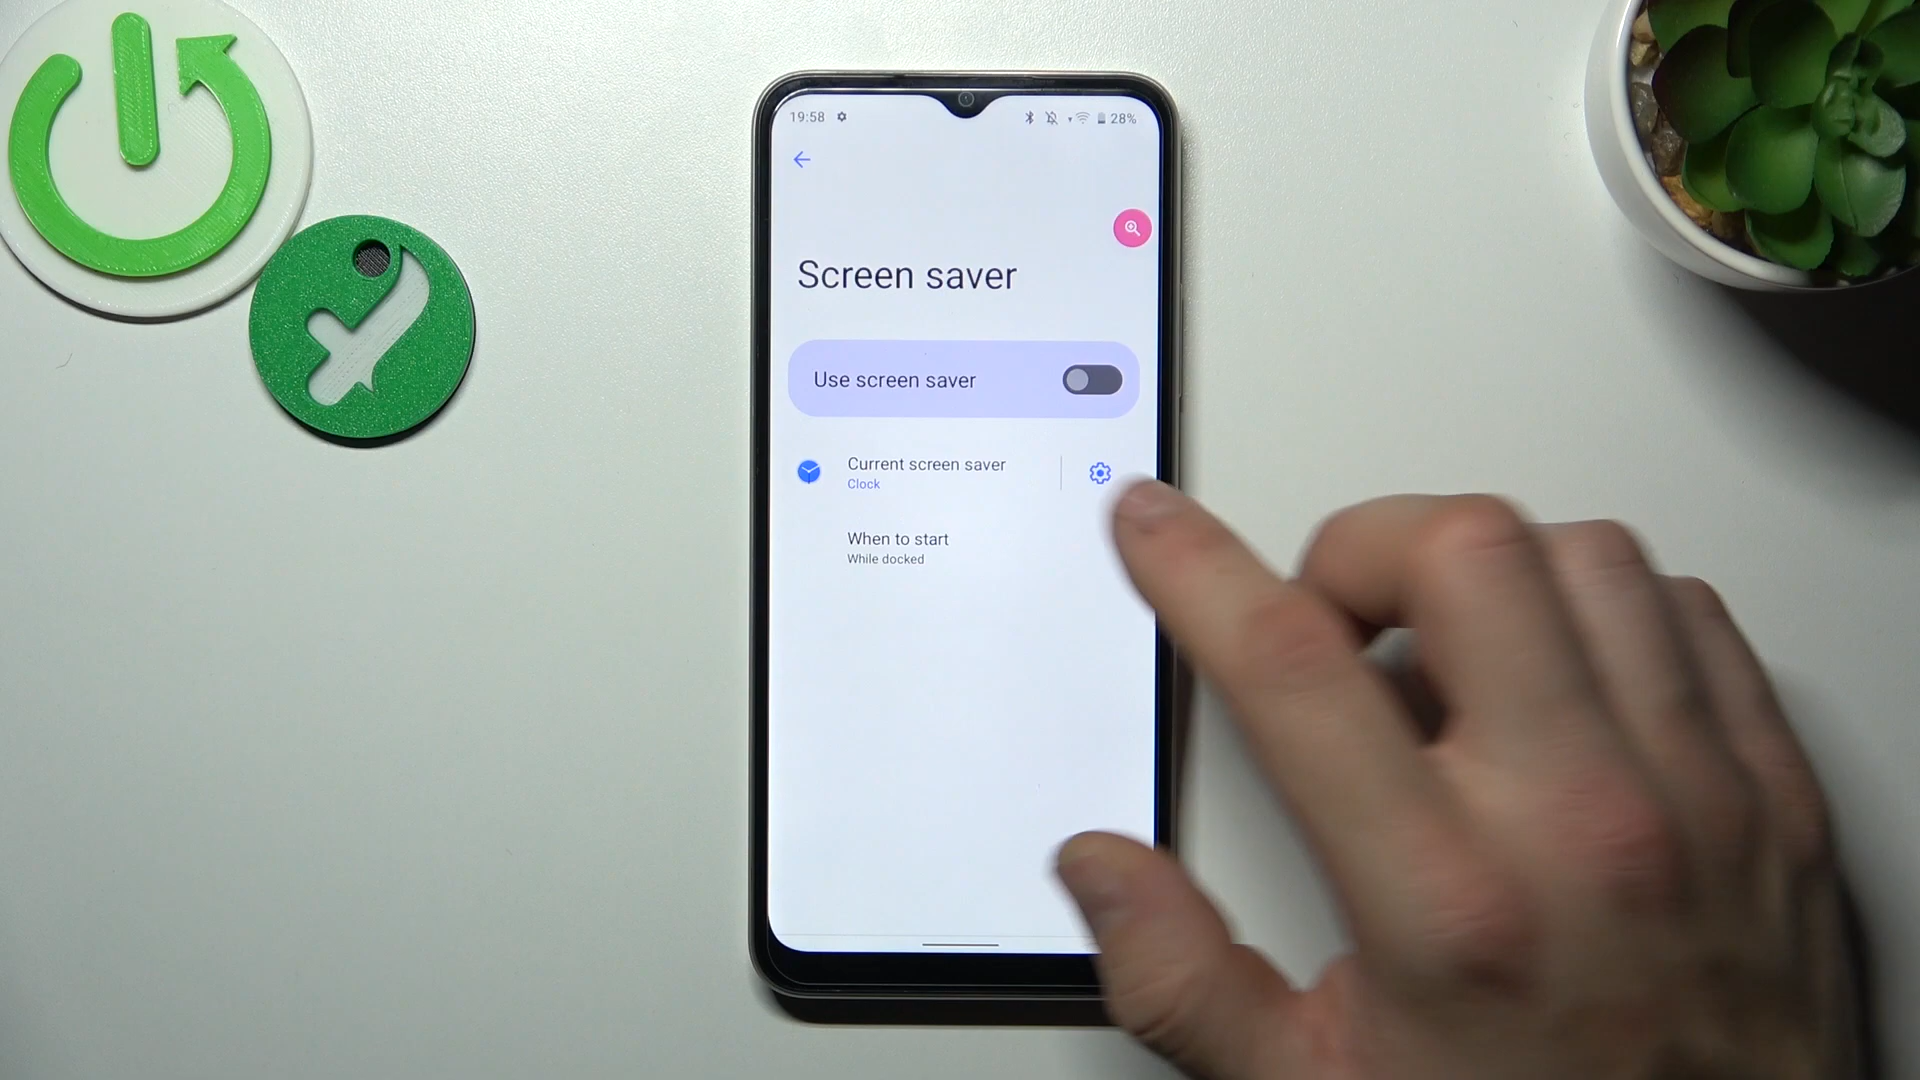 19:58 28%
Screen saver
Use screen saver
Current screen saver
Clock
When to start
While docked